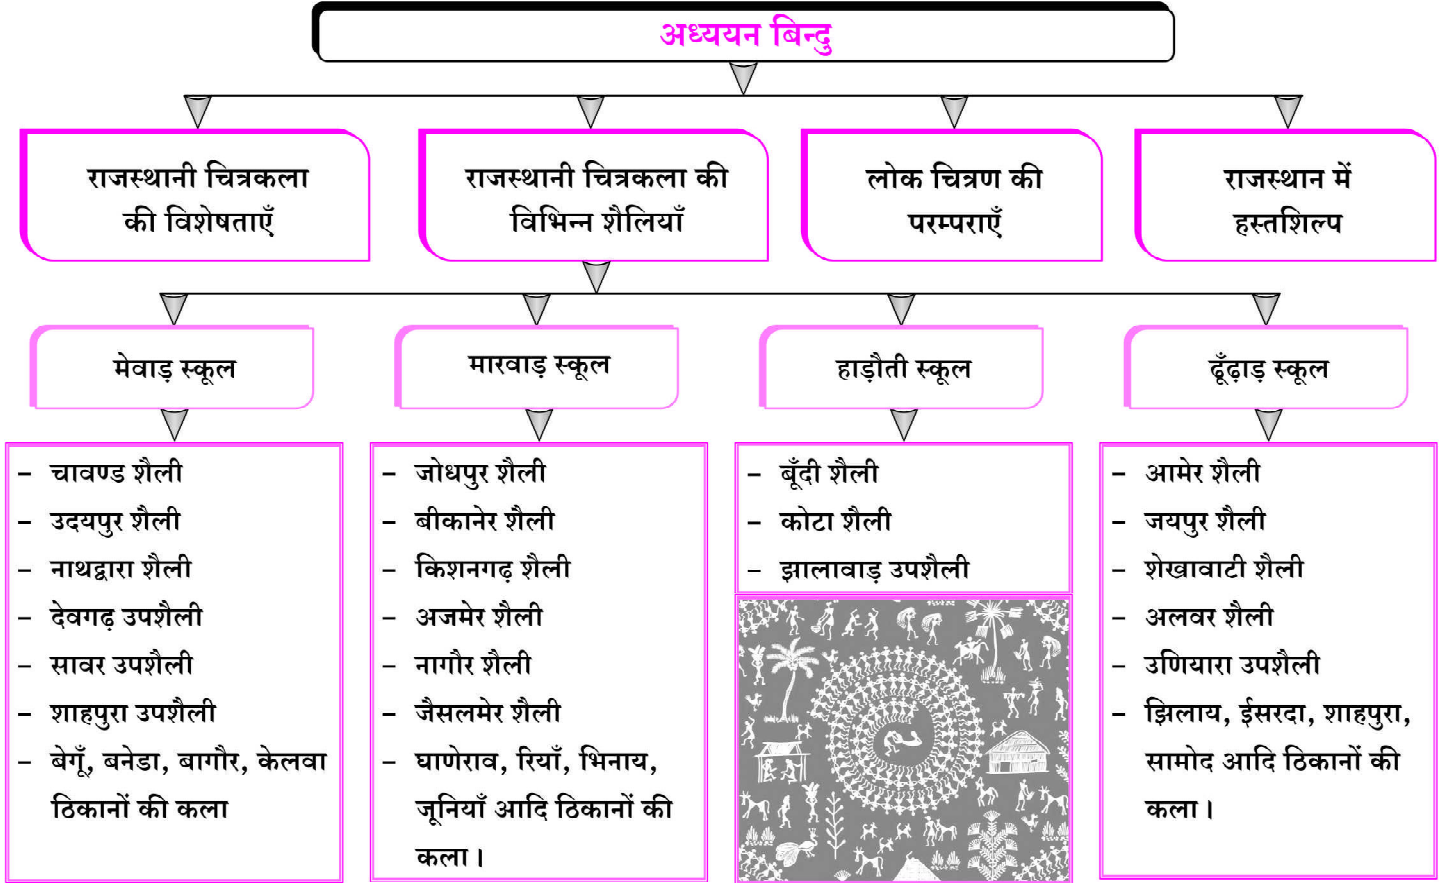 अध्ययन बिन्दु
राजस्थानी चित्रकला
की विशेषताएँ
राजस्थानी चित्रकला की
विभिन्न शैलियाँ
लोक चित्रण की
परम्पराएँ
राजस्थान में
हस्तशिल्प
मेवाड़ स्कूल
मारवाड़ स्कूल
हाड़ौती स्कूल
ढूँढ़ाड़ स्कूल
– चावण्ड शैली
– उदयपुर शैली
– नाथद्वारा शैली
– देवगढ़ उपशैली
– सावर उपशैली
– शाहपुरा उपशैली
– बेगूँ, बनेडा, बागौर, केलवा
ठिकानों की कला
– जोधपुर शैली
– बीकानेर शैली
– किशनगढ़ शैली
– अजमेर शैली
– नागौर शैली
– जैसलमेर शैली
– घाणेराव, रियाँ, भिनाय,
जूनियाँ आदि ठिकानों की
कला।
– बूँदी शैली
– कोटा शैली
– झालावाड़ उपशैली
– आमेर शैली
– जयपुर शैली
– शेखावाटी शैली
– अलवर शैली
– उणियारा उपशैली
– झिलाय, ईसरदा, शाहपुरा,
सामोद आदि ठिकानों की
कला।